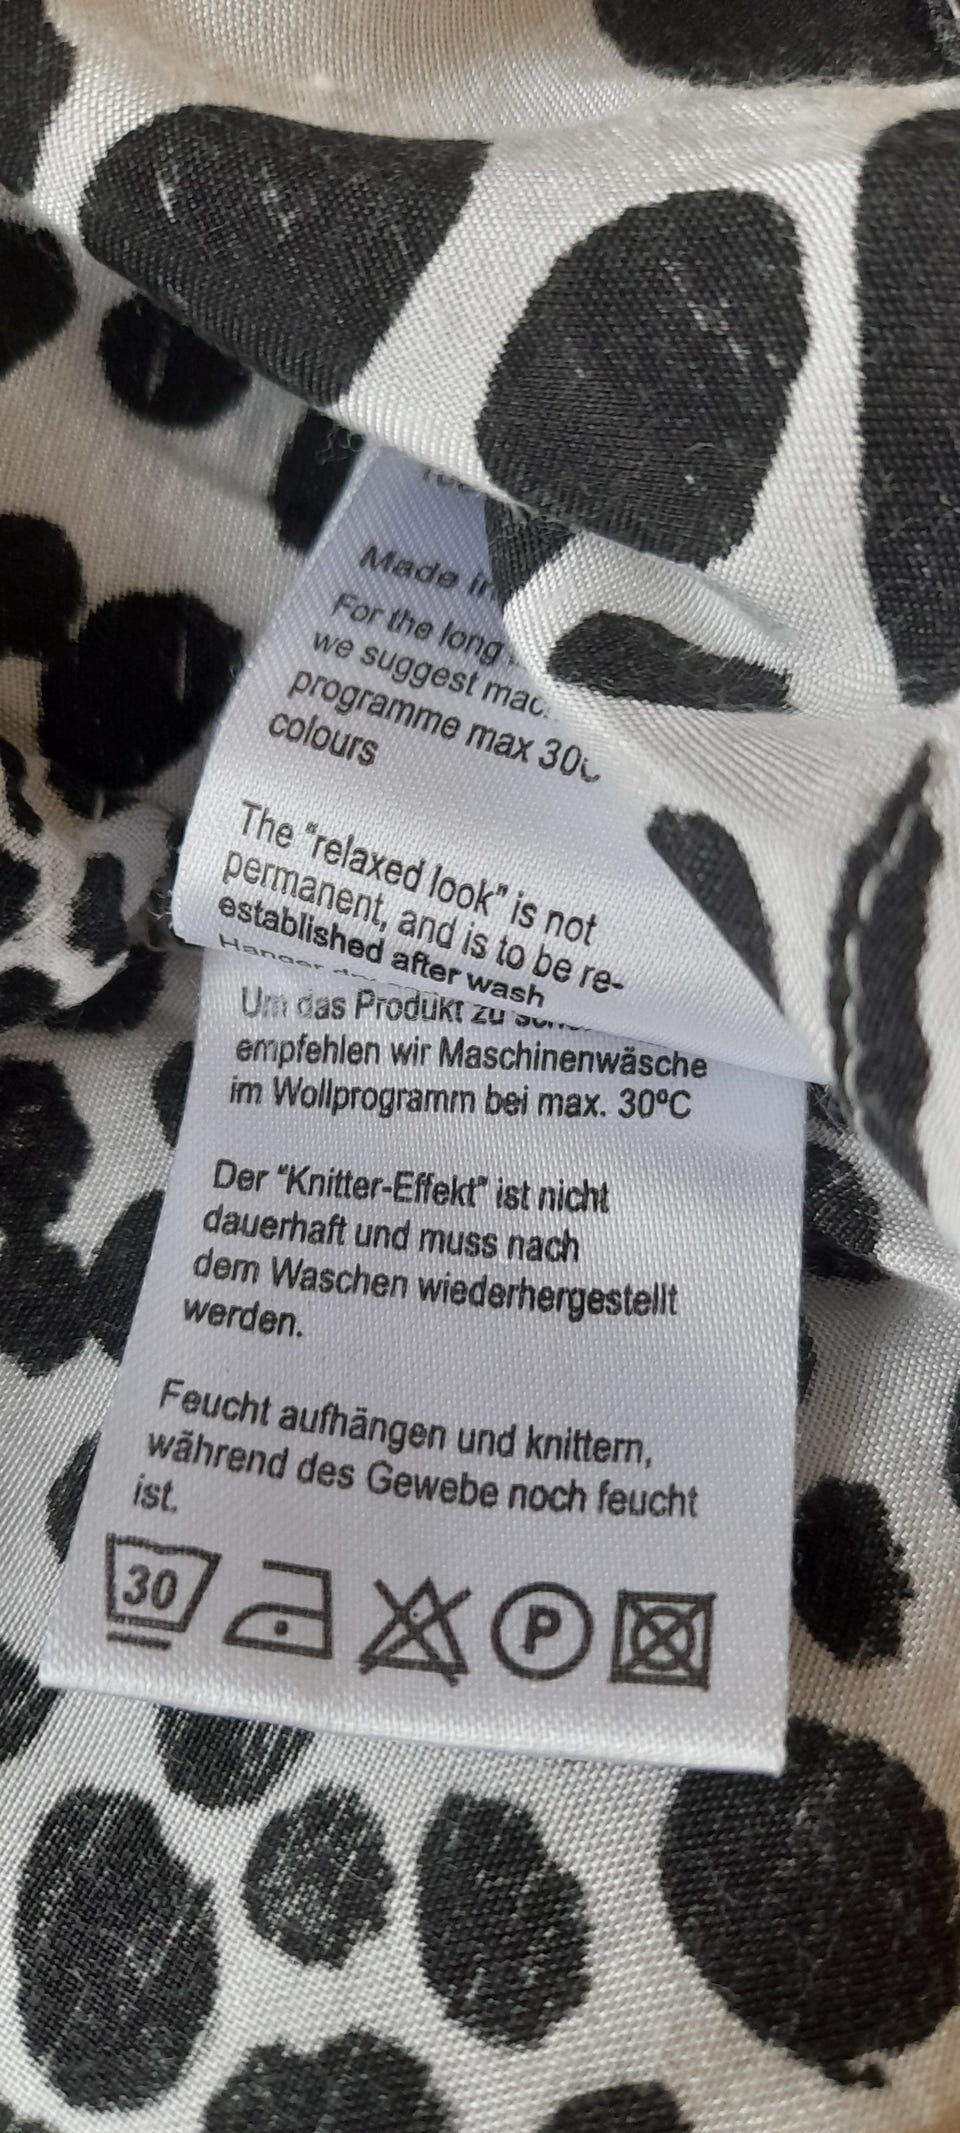 Made in
For the long
we suggest
programme max
colours
The “relaxed look” is not
permanent, and is to be re-
established after wash
Hanger
Um das Produkt zu
empfehlen wir Maschinenwäsche
im Wollprogramm bei max. 30ºC
Der “Knitter-Effekt” ist nicht
dauerhaft und muss nach
dem Waschen wiederhergestellt
werden.
Feucht aufhängen und knittern,
während des Gewebe noch feucht
ist.
30 P